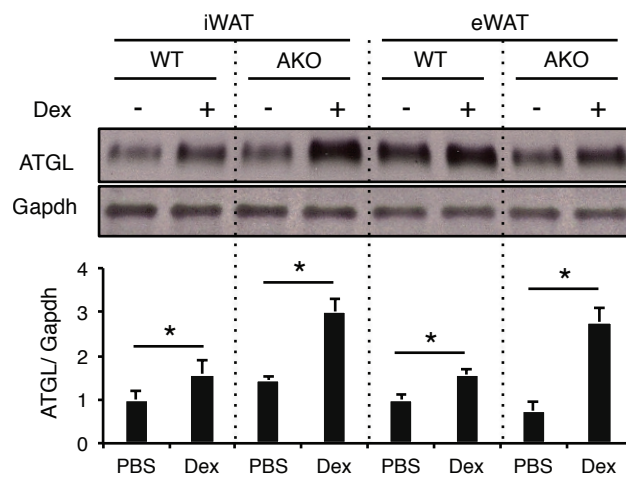 iWAT eWAT
WT AKO WT AKO
Dex - + - + - + - +
ATGL
Gapdh
ATGL/ Gapdh
4
3
2
1
0
* * * *
PBS Dex PBS Dex PBS Dex PBS Dex